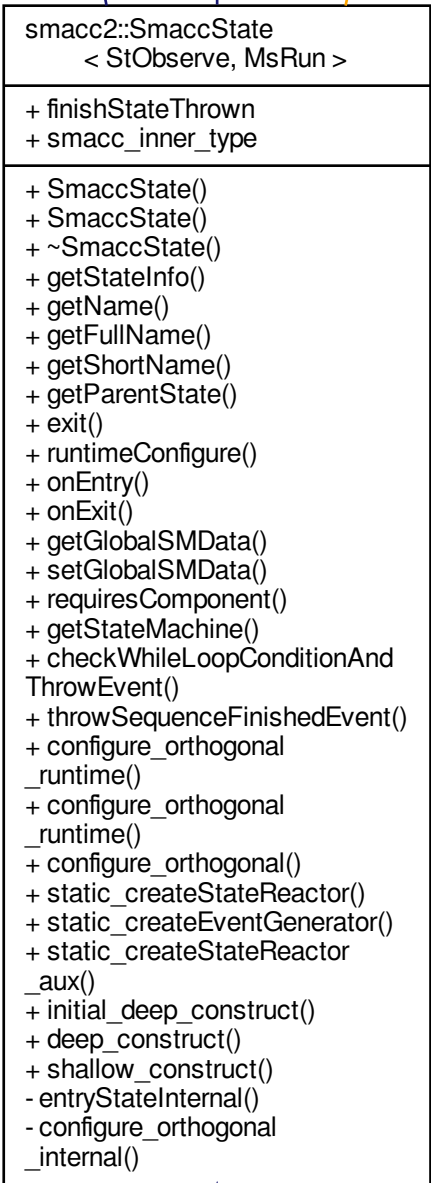 smacc2::SmaccState
< StObserve, MsRun >
+ finishStateThrown
+ smacc_inner_type
+ SmaccState()
+ SmaccState()
+ ~SmaccState()
+ getStateInfo()
+ getName()
+ getFullName()
+ getShortName()
+ getParentState()
+ exit()
+ runtimeConfigure()
+ onEntry()
+ onExit()
+ getGlobalSMData()
+ setGlobalSMData()
+ requiresComponent()
+ getStateMachine()
+ checkWhileLoopConditionAnd
ThrowEvent()
+ throwSequenceFinishedEvent()
+ configure_orthogonal
_runtime()
+ configure_orthogonal
_runtime()
+ configure_orthogonal()
+ static_createStateReactor()
+ static_createEventGenerator()
+ static_createStateReactor
_aux()
+ initial_deep_construct()
+ deep_construct()
+ shallow_construct()
- entryStateInternal()
- configure_orthogonal
_internal()